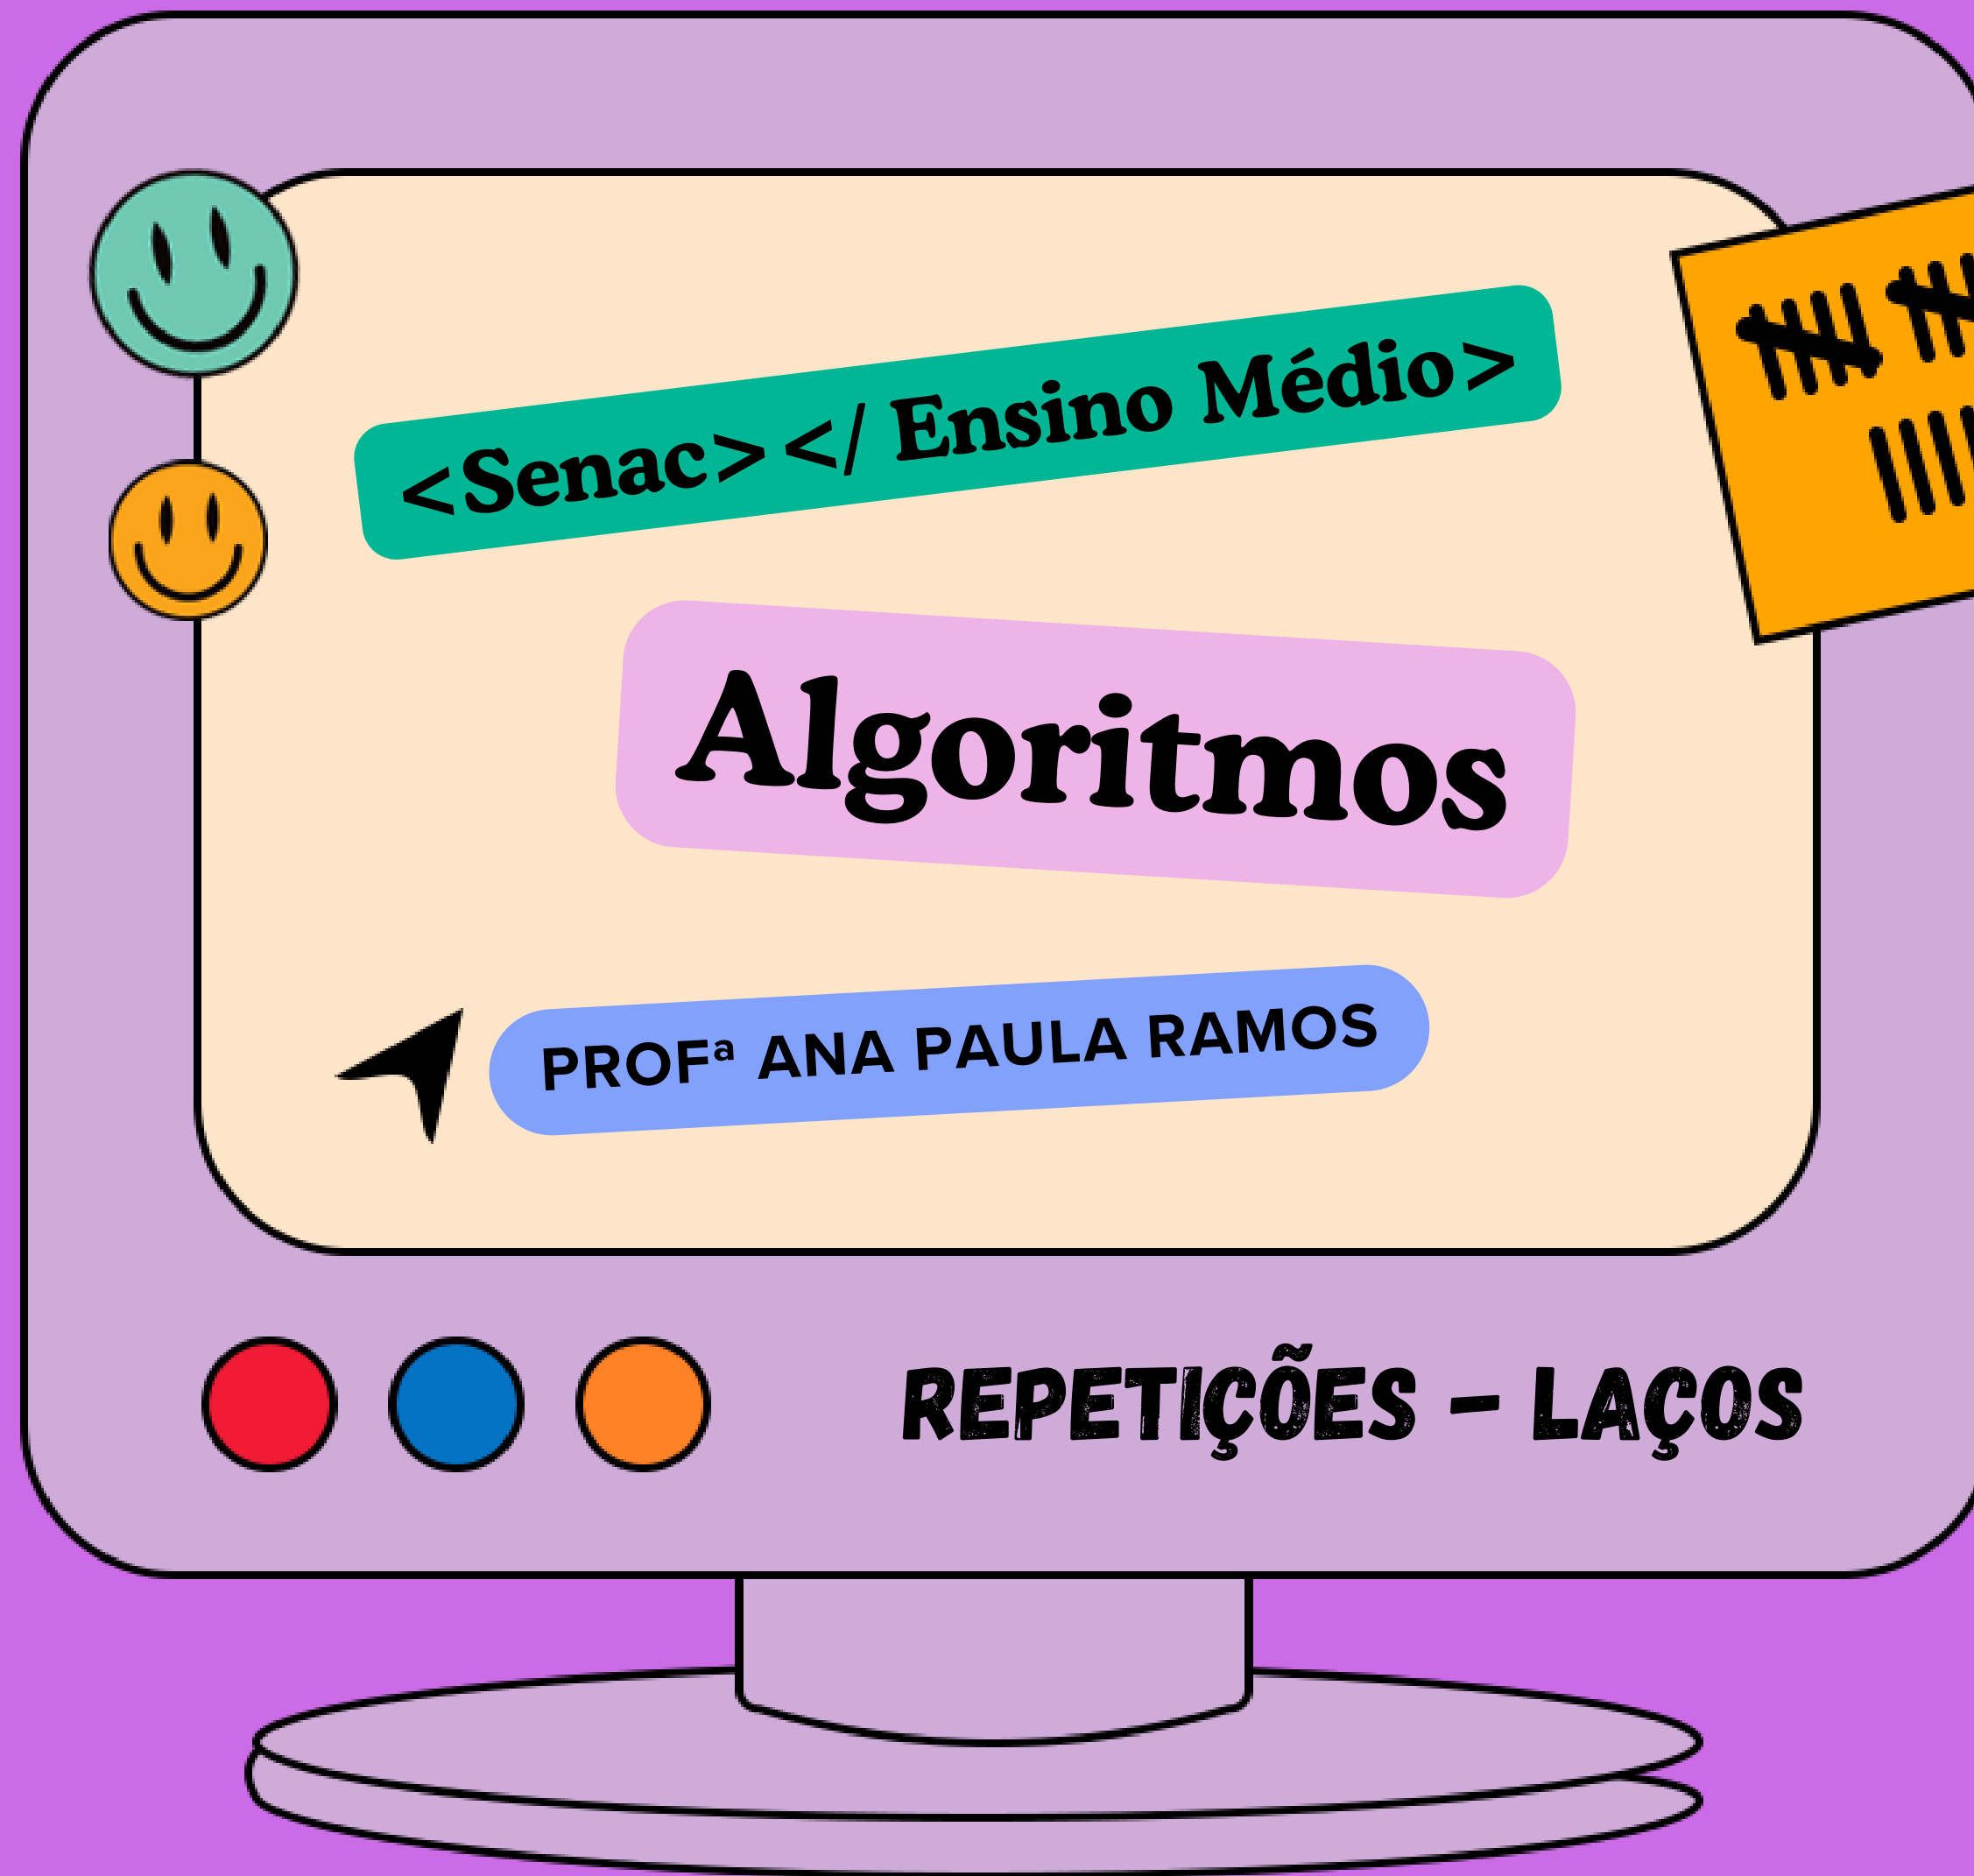 <Senac></ Ensino Médio>
Algoritmos
PROFª ANA PAULA RAMOS
REPETIÇÕES - LAÇOS